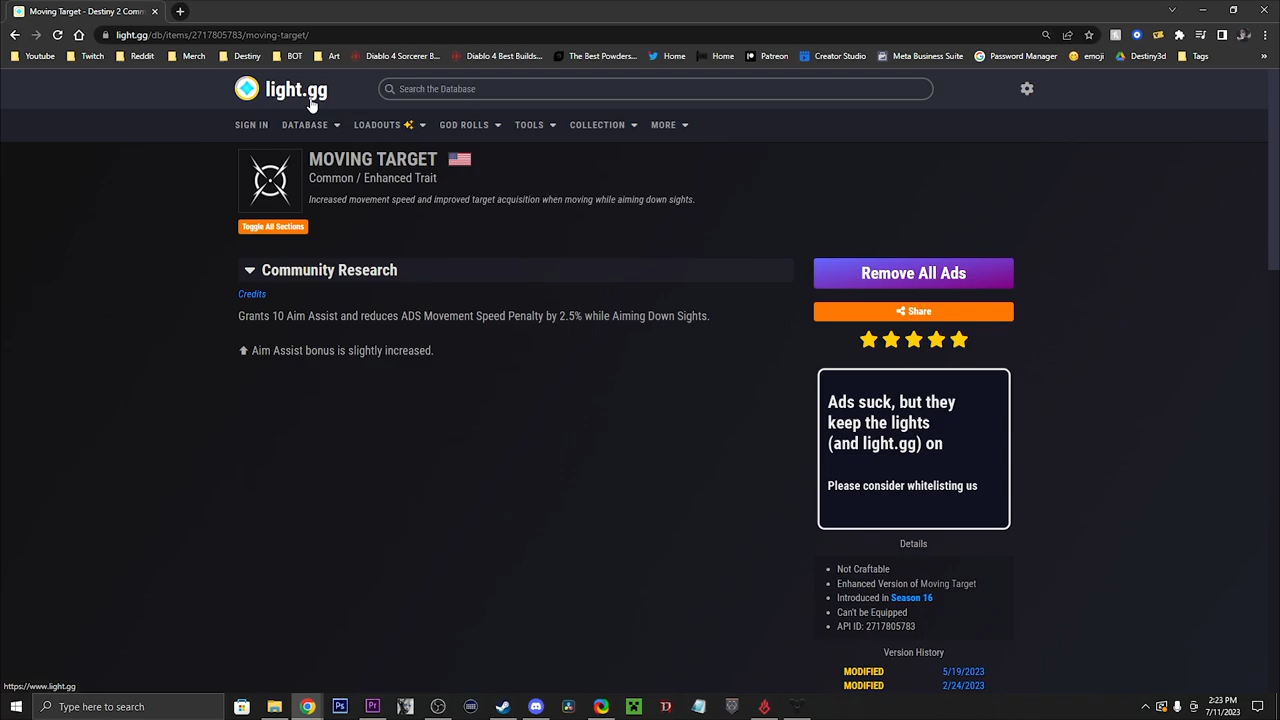 Moving Target - Destiny 2 Comm
light.gg/db/items/2717805783/moving-target/
Youtube
Twitch
Reddit
Merch
Destiny
BOT
Art
Diablo 4 Sorcerer B...
Diablo 4 Best Builds...
The Best Powders...
Home
Home
Patreon
Creator Studio
Meta Business Suite
Password Manager
emoji
Destiny3d
Tags
light.gg
Search the Database
SIGN IN
DATABASE
LOADOUTS
GOD ROLLS
TOOLS
COLLECTION
MORE
MOVING TARGET
Common / Enhanced Trait
Increased movement speed and improved target acquisition when moving while aiming down sights.
Toggle All Sections
Community Research
Credits
Grants 10 Aim Assist and reduces ADS Movement Speed Penalty by 2.5% while Aiming Down Sights.
Aim Assist bonus is slightly increased.
Remove All Ads
Share
Ads suck, but they
keep the lights
(and light.gg) on
Please consider whitelisting us
Details
Not Craftable
Enhanced Version of Moving Target
Introduced in Season 16
Can't be Equipped
API ID: 2717805783
Version History
MODIFIED 5/19/2023
MODIFIED 2/24/2023
https://www.light.gg
Type here to search
2:23 PM
7/11/2023